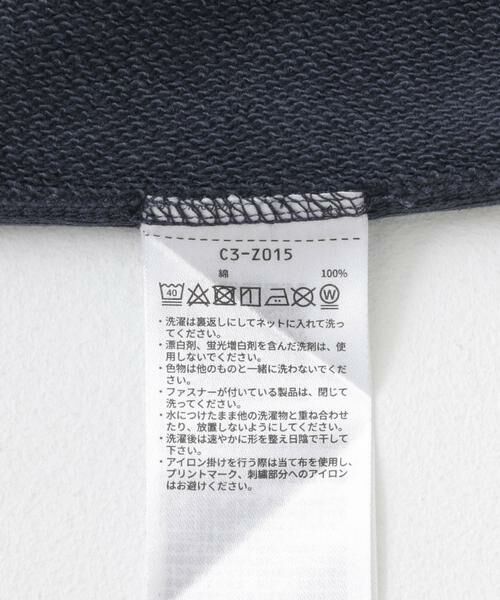 C3-Z015
綿 100%
40 W
・洗濯は裏返しにしてネットに入れて洗っ
てください。
・漂白剤、蛍光増白剤を含んだ洗剤は、使
用しないでください。
・色物は他のものと一緒に洗わないでくだ
さい。
・ファスナーが付いている製品は、閉じて
洗ってください。
・水につけたまま他の洗濯物と重ね合わせ
たり、放置しないようにしてください。
・洗濯後は速やかに形を整え日陰で干して
下さい。
・アイロン掛けを行う際は当て布を使用し、
プリントマーク、刺繍部分へのアイロン
はお避けください。